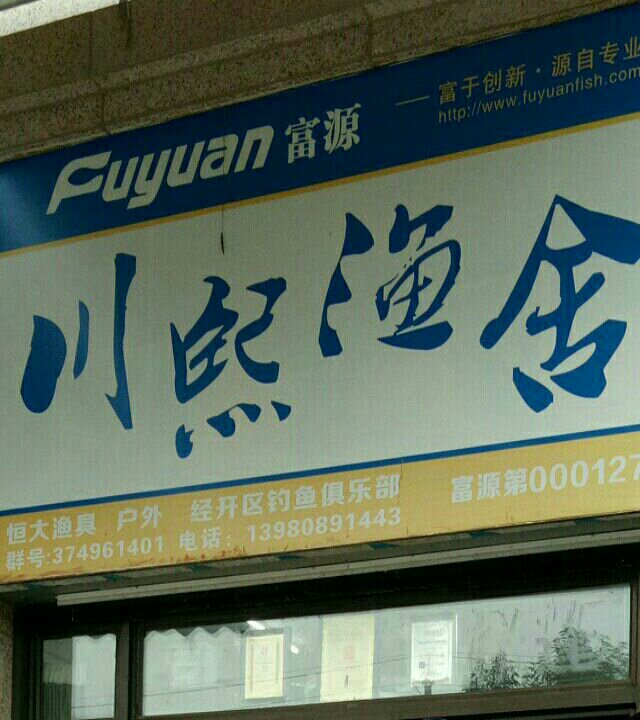 Fuyuan 富源
—富于创新·源自专业
http://www.fuyuanfish.com
川熙渔舍
恒大渔具 户外 经开区钓鱼俱乐部
群号:374961401 电话: 13980891443
富源第000127